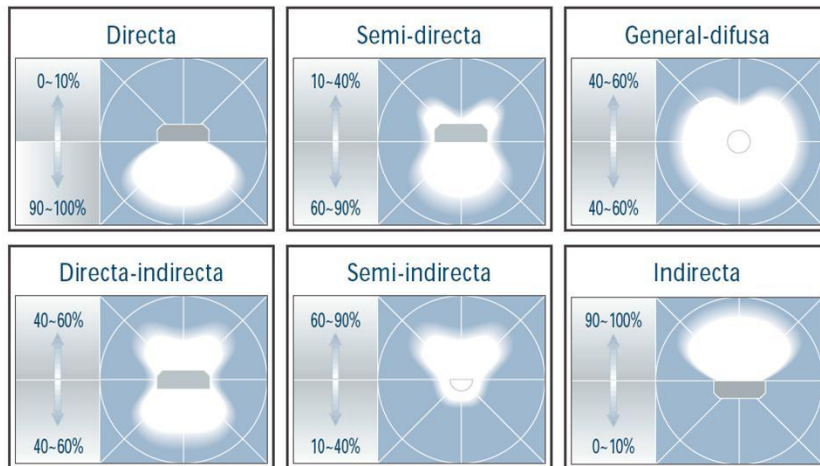 Directa
0~10%
90~100%
Semi-directa
10~40%
60~90%
General-difusa
40~60%
40~60%
Directa-indirecta
40~60%
40~60%
Semi-indirecta
60~90%
10~40%
Indirecta
90~100%
0~10%